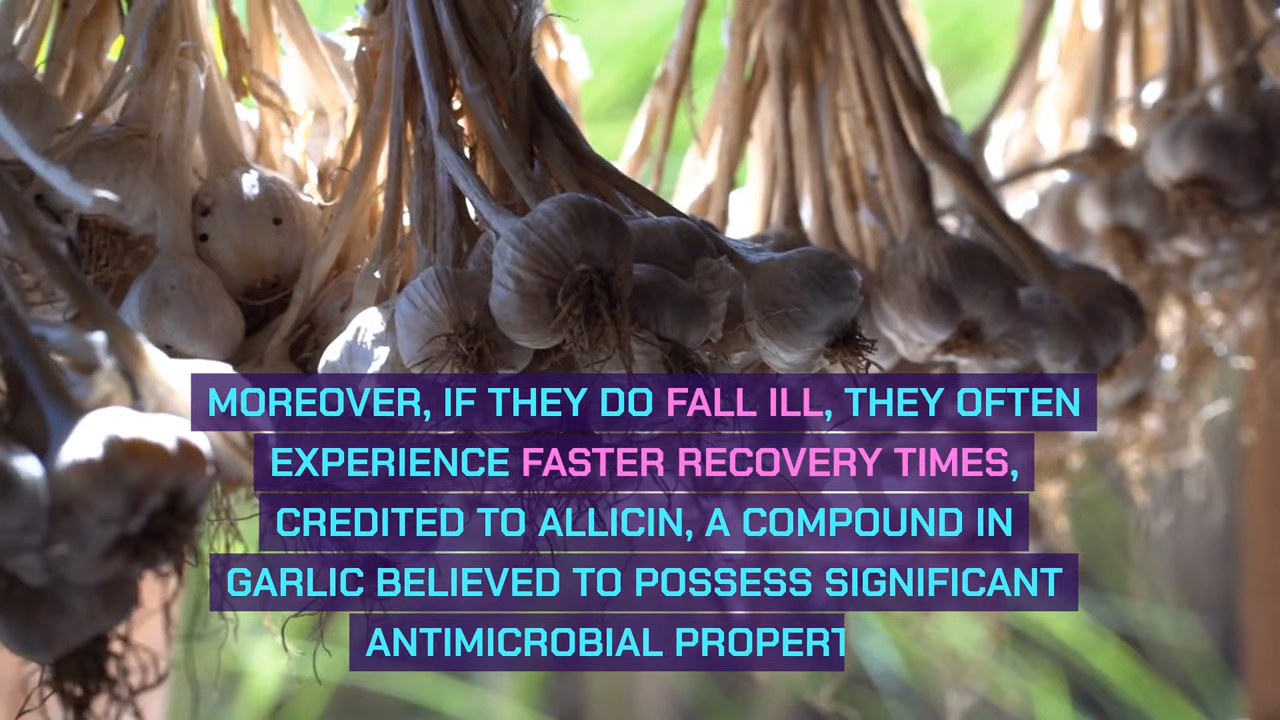 MOREOVER, IF THEY DO FALL ILL, THEY OFTEN
EXPERIENCE FASTER RECOVERY TIMES,
CREDITED TO ALLICIN, A COMPOUND IN
GARLIC BELIEVED TO POSSESS SIGNIFICANT
ANTIMICROBIAL PROPERT